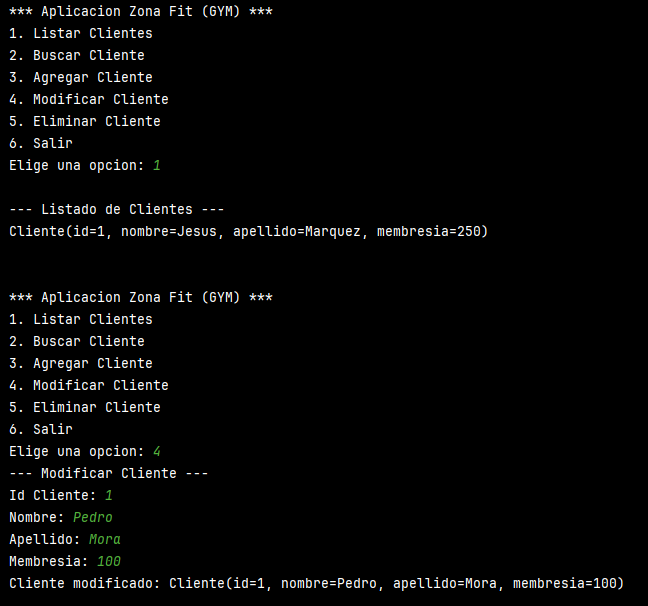 *** Aplicacion Zona Fit (GYM) ***
1. Listar Clientes
2. Buscar Cliente
3. Agregar Cliente
4. Modificar Cliente
5. Eliminar Cliente
6. Salir
Elige una opcion: 1
--- Listado de Clientes ---
Cliente(id=1, nombre=Jesus, apellido=Marquez, membresia=250)
*** Aplicacion Zona Fit (GYM) ***
1. Listar Clientes
2. Buscar Cliente
3. Agregar Cliente
4. Modificar Cliente
5. Eliminar Cliente
6. Salir
Elige una opcion: 4
--- Modificar Cliente ---
Id Cliente: 1
Nombre: Pedro
Apellido: Mora
Membresia: 100
Cliente modificado: Cliente(id=1, nombre=Pedro, apellido=Mora, membresia=100)